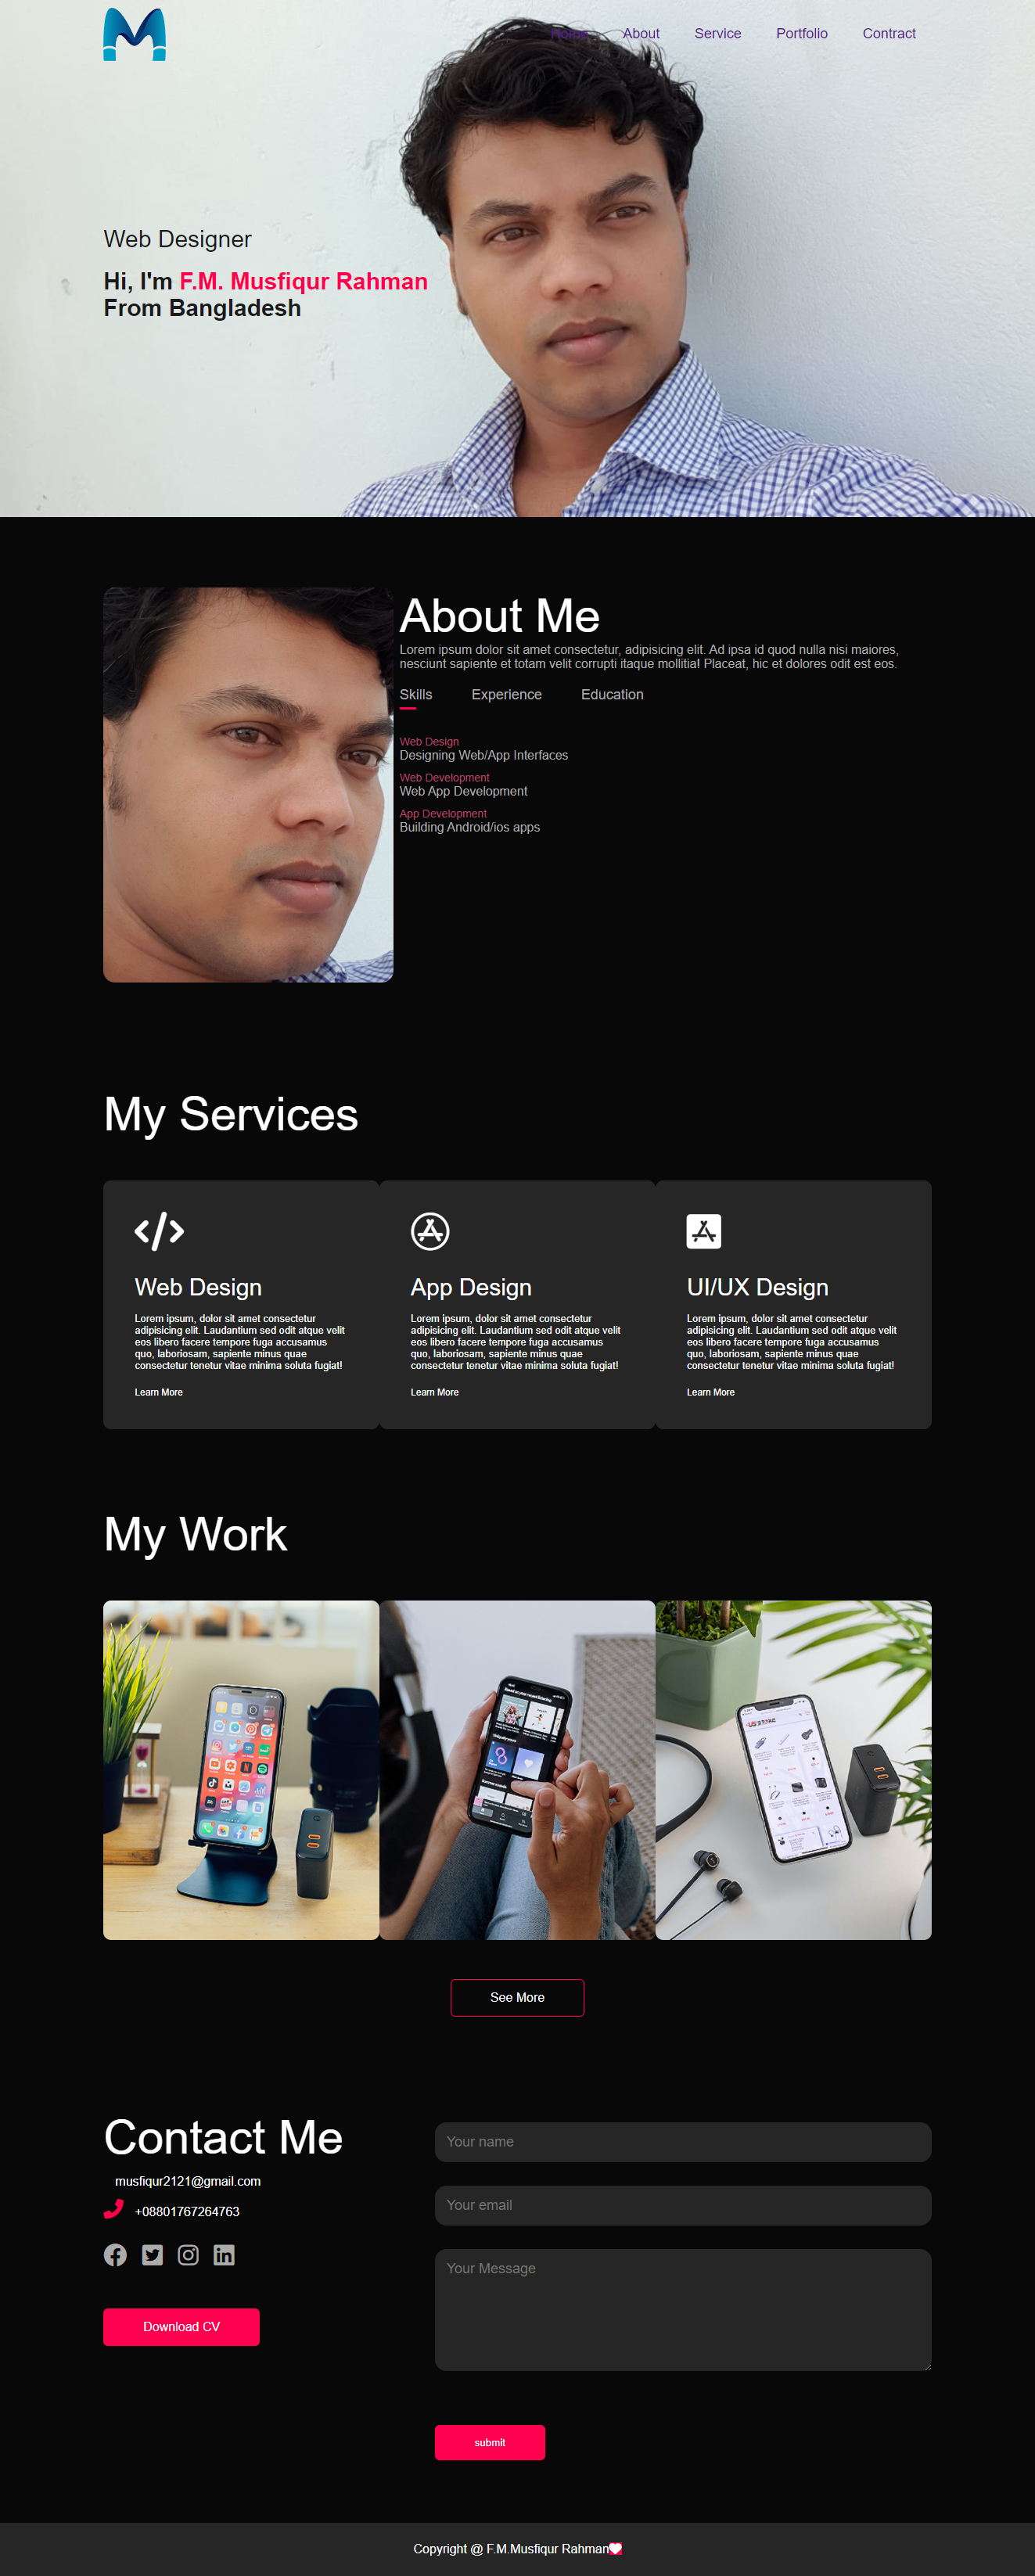 Home About Service Portfolio Contract
Web Designer
Hi, I'm F.M. Musfiqur Rahman
From Bangladesh
About Me
Lorem ipsum dolor sit amet consectetur, adipisicing elit. Ad ipsa id quod nulla nisi maiores,
nesciunt sapiente et totam velit corrupti itaque mollitia! Placeat, hic et dolores odit est eos.
Skills Experience Education
Web Design
Designing Web/App Interfaces
Web Development
Web App Development
App Development
Building Android/ios apps
My Services
Web Design
Lorem ipsum, dolor sit amet consectetur
adipisicing elit. Laudantium sed odit atque velit
eos libero facere tempore fuga accusamus
quo, laboriosam, sapiente minus quae
consectetur tenetur vitae minima soluta fugiat!
Learn More
App Design
Lorem ipsum, dolor sit amet consectetur
adipisicing elit. Laudantium sed odit atque velit
eos libero facere tempore fuga accusamus
quo, laboriosam, sapiente minus quae
consectetur tenetur vitae minima soluta fugiat!
Learn More
UI/UX Design
Lorem ipsum, dolor sit amet consectetur
adipisicing elit. Laudantium sed odit atque velit
eos libero facere tempore fuga accusamus
quo, laboriosam, sapiente minus quae
consectetur tenetur vitae minima soluta fugiat!
Learn More
My Work
See More
Contact Me
musfiqur2121@gmail.com
+08801767264763
Download CV
Your name
Your email
Your Message
submit
Copyright @ F.M.Musfiqur Rahman